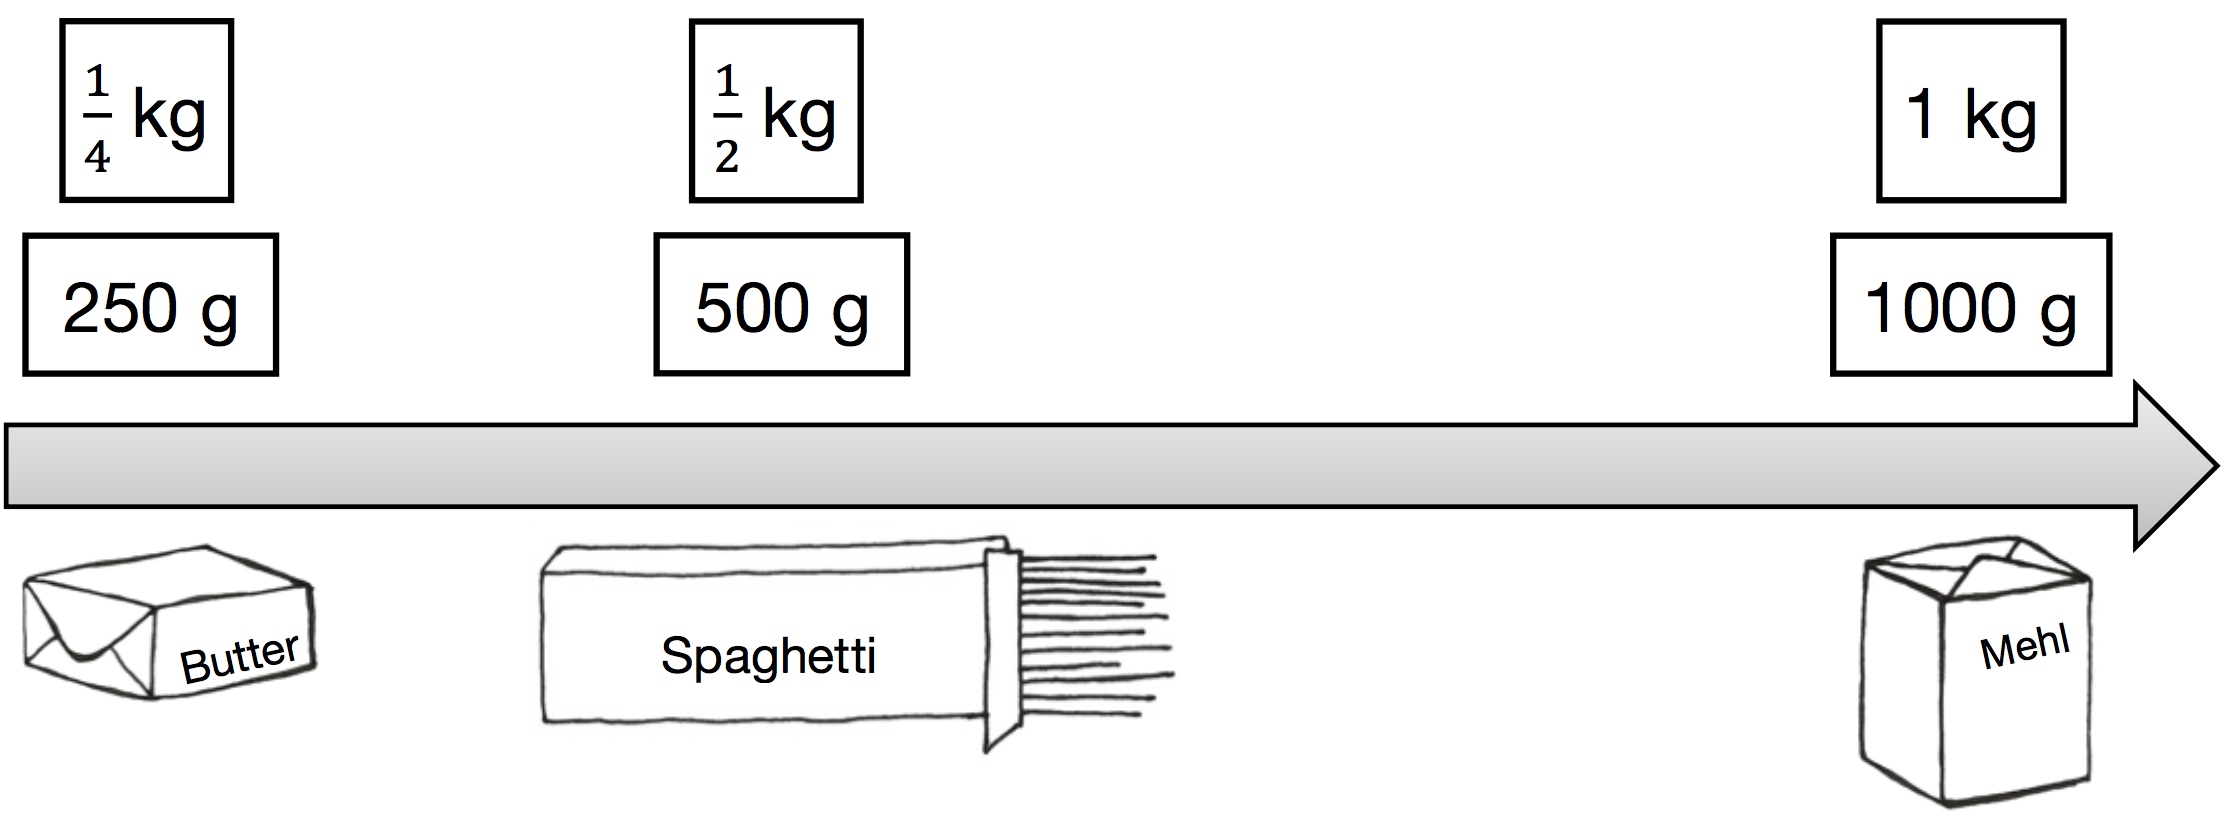 1/4 kg
1/2 kg
1 kg
250 g
500 g
1000 g
Butter
Spaghetti
Mehl